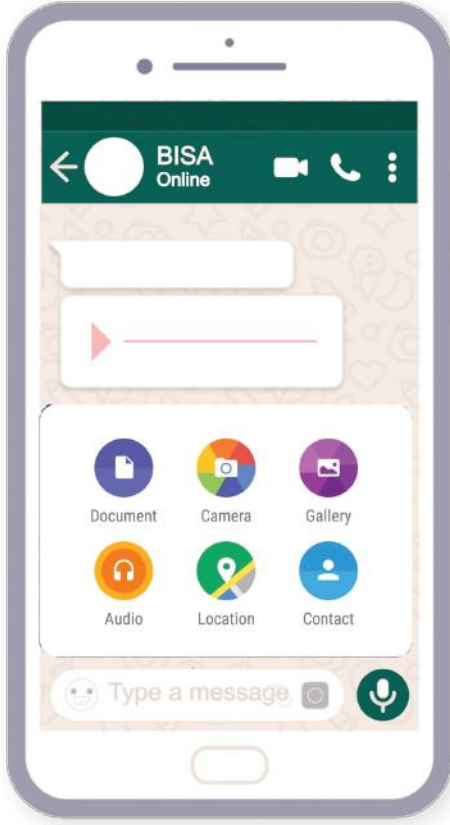 BISA
Online
Document Camera Gallery
Audio Location Contact
Type a message